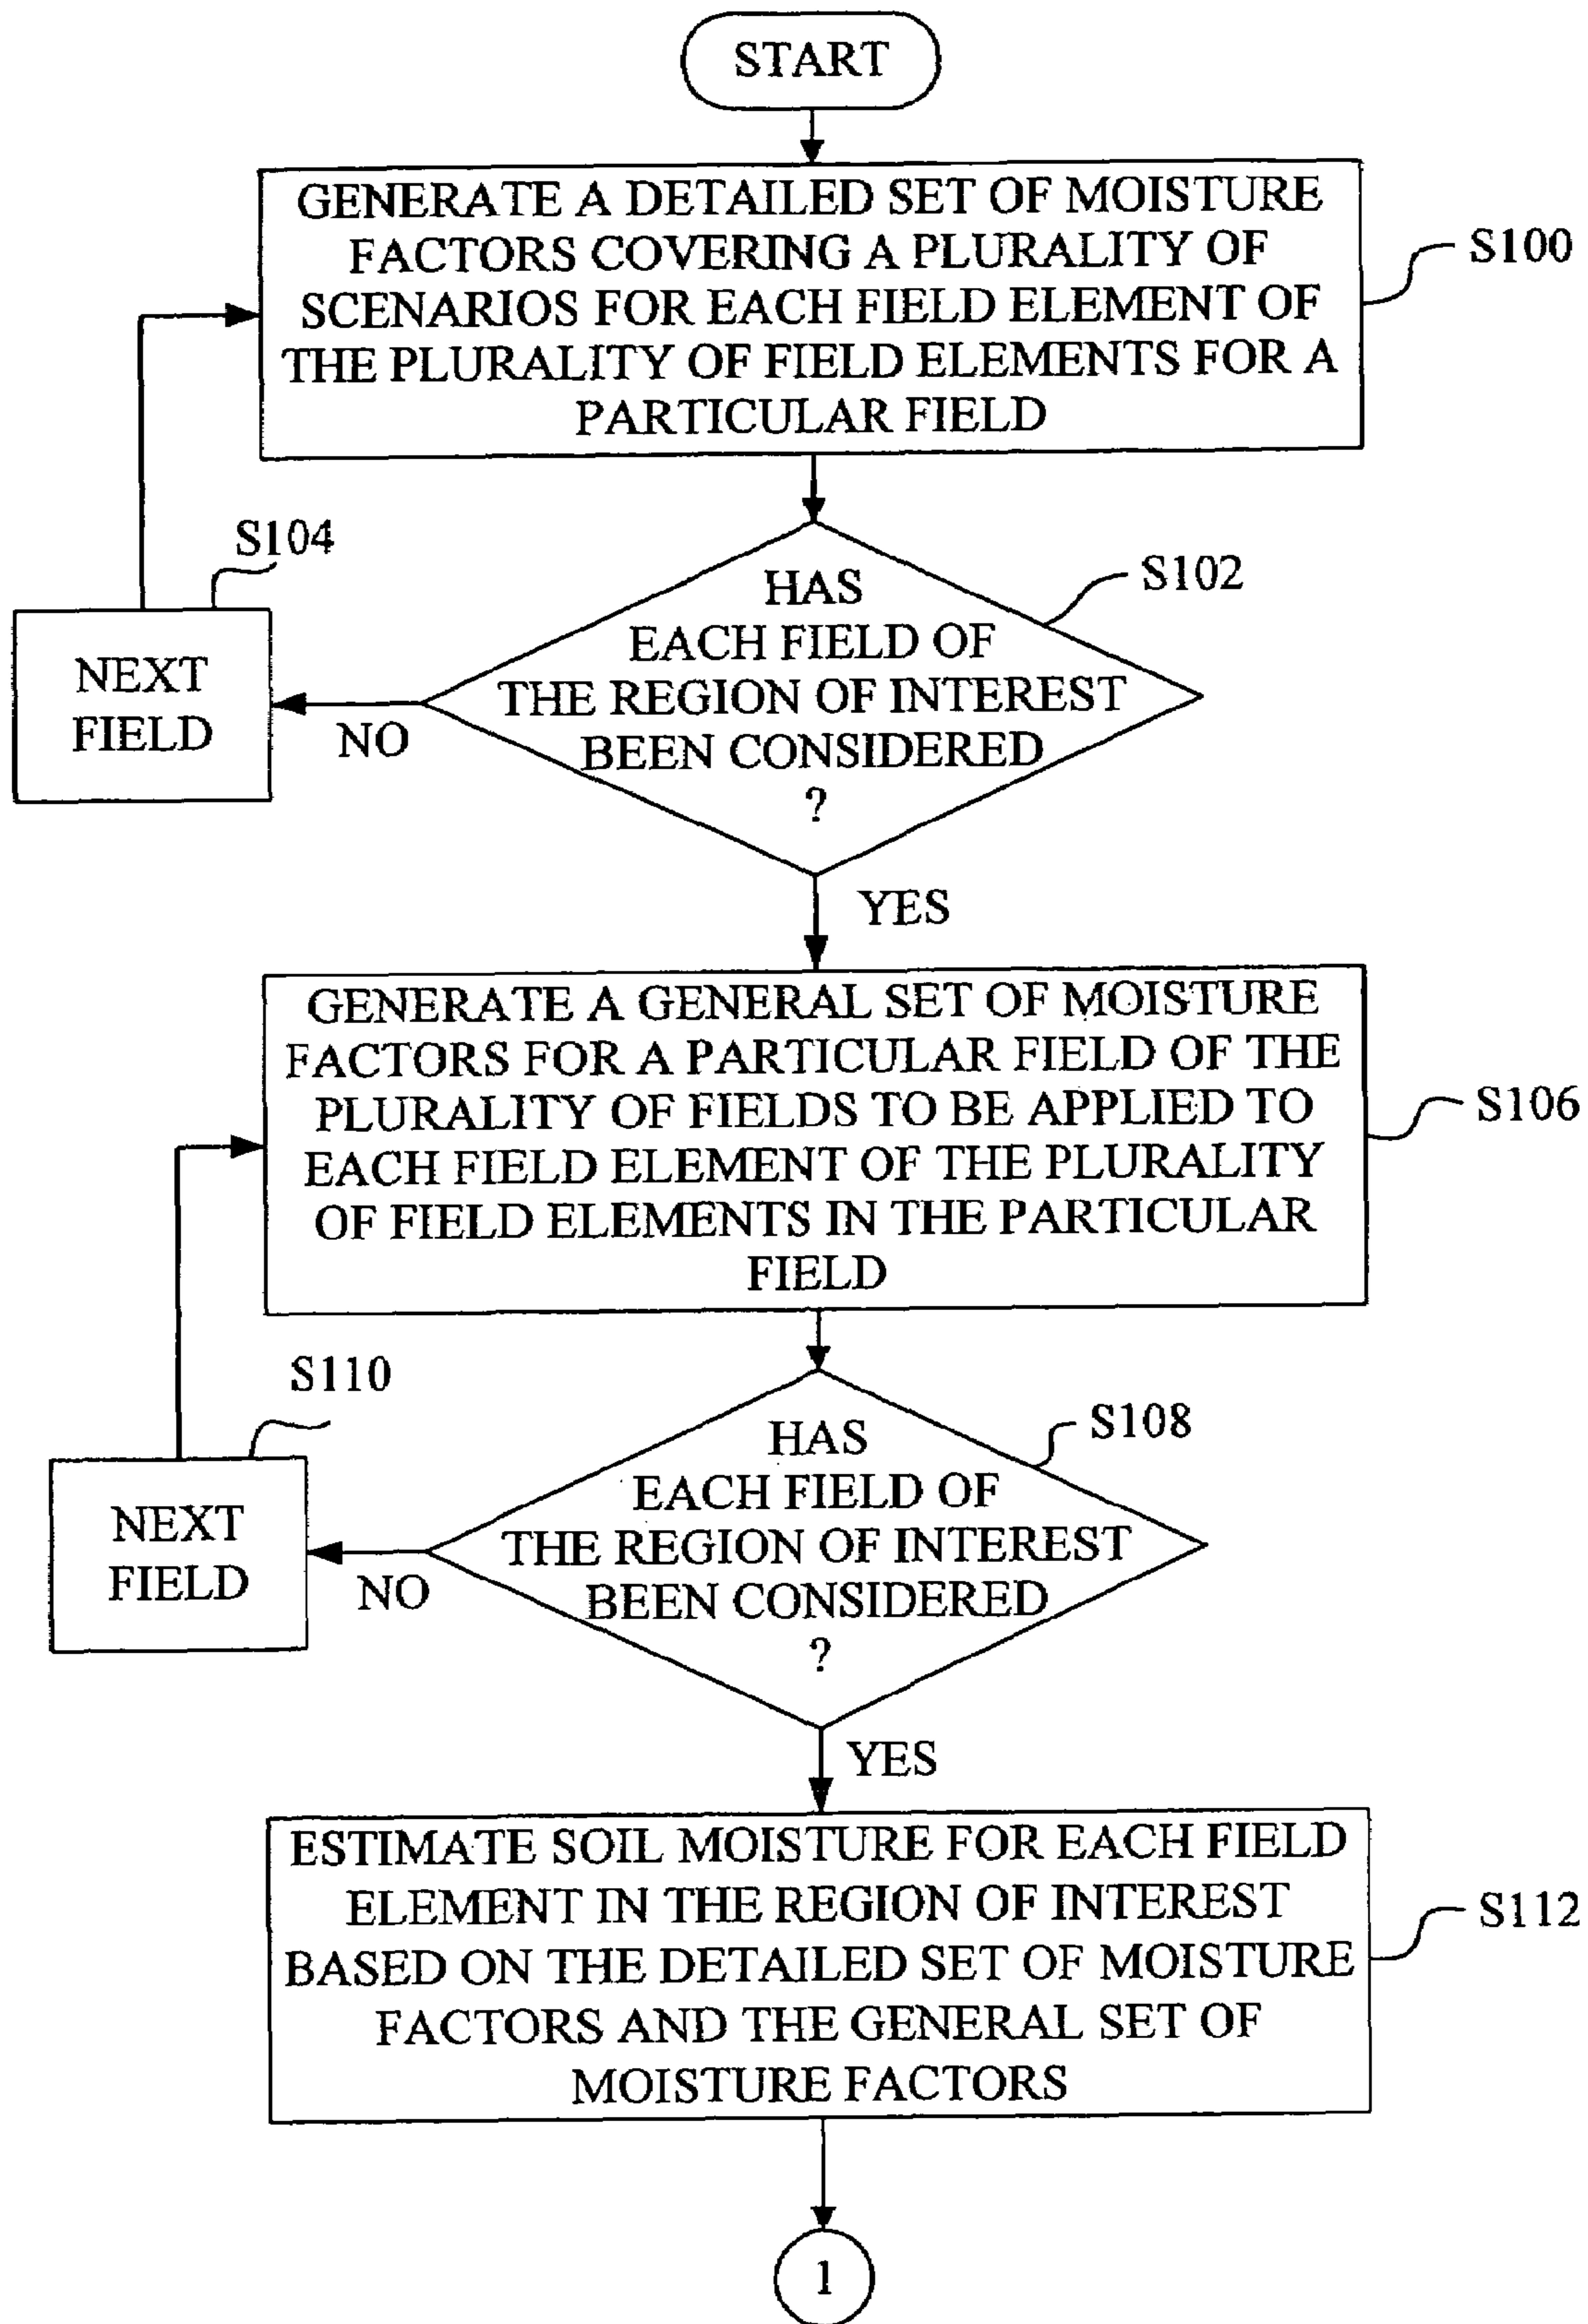 START
GENERATE A DETAILED SET OF MOISTURE
FACTORS COVERING A PLURALITY OF
SCENARIOS FOR EACH FIELD ELEMENT OF
THE PLURALITY OF FIELD ELEMENTS FOR A
PARTICULAR FIELD
S100
S104
NEXT
FIELD
NO
HAS
EACH FIELD OF
THE REGION OF INTEREST
BEEN CONSIDERED
?
S102
YES
GENERATE A GENERAL SET OF MOISTURE
FACTORS FOR A PARTICULAR FIELD OF THE
PLURALITY OF FIELDS TO BE APPLIED TO
EACH FIELD ELEMENT OF THE PLURALITY
OF FIELD ELEMENTS IN THE PARTICULAR
FIELD
S106
S110
NEXT
FIELD
NO
HAS
EACH FIELD OF
THE REGION OF INTEREST
BEEN CONSIDERED
?
S108
YES
ESTIMATE SOIL MOISTURE FOR EACH FIELD
ELEMENT IN THE REGION OF INTEREST
BASED ON THE DETAILED SET OF MOISTURE
FACTORS AND THE GENERAL SET OF
MOISTURE FACTORS
S112
1